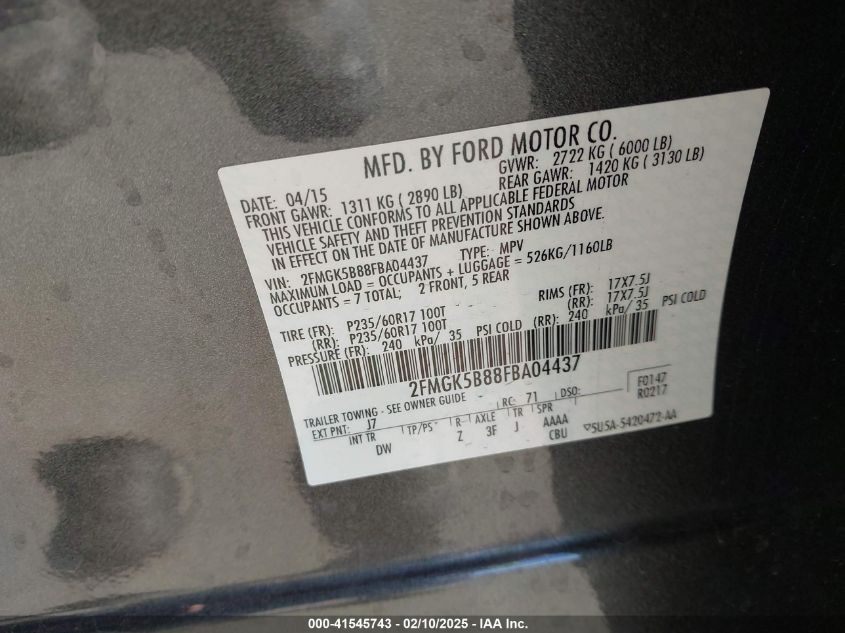 MFD. BY FORD MOTOR CO.
DATE: 04/15 GVWR: 2722 KG ( 6000 LB)
FRONT GAWR: 1311 KG ( 2890 LB) REAR GAWR: 1420 KG ( 3130 LB)
THIS VEHICLE CONFORMS TO ALL APPLICABLE FEDERAL MOTOR
VEHICLE SAFETY AND THEFT PREVENTION STANDARDS
IN EFFECT ON THE DATE OF MANUFACTURE SHOWN ABOVE.
VIN: 2FMGK5B88FBA04437 TYPE: MPV
MAXIMUM LOAD = OCCUPANTS + LUGGAGE = 526KG/1160LB
OCCUPANTS = 7 TOTAL; 2 FRONT, 5 REAR
TIRE (FR): P235/60R17 100T RIMS (FR): 17X7.5J
(RR): P235/60R17 100T (RR): 17X7.5J
PRESSURE (FR): 240 kPa/ 35 PSI COLD (RR): 240 kPa/ 35 PSI COLD
2FMGK5B88FBA04437
F0147
R0217
TRAILER TOWING - SEE OWNER GUIDE RC: 71 DSO:
EXT PNT: J7 INT TR TP/PS R- AXLE TR SPR
DW Z 3F J AAAA
CBU
5U5A-5420472-AA
000-41545743 - 02/10/2025 - IAA Inc.